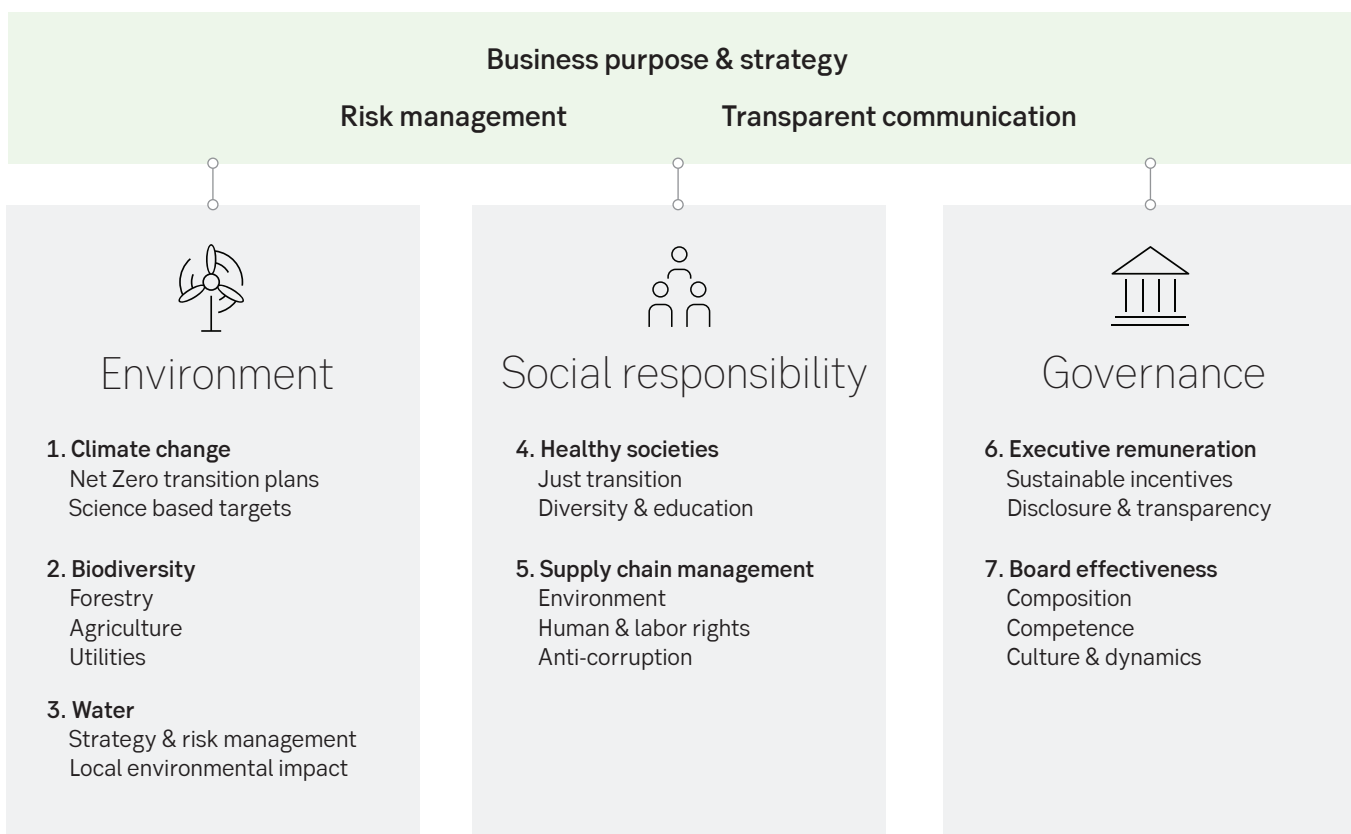 Business purpose & strategy
Risk management
Transparent communication
Environment
1. Climate change
Net Zero transition plans
Science based targets
2. Biodiversity
Forestry
Agriculture
Utilities
3. Water
Strategy & risk management
Local environmental impact
Social responsibility
4. Healthy societies
Just transition
Diversity & education
5. Supply chain management
Environment
Human & labor rights
Anti-corruption
Governance
6. Executive remuneration
Sustainable incentives
Disclosure & transparency
7. Board effectiveness
Composition
Competence
Culture & dynamics